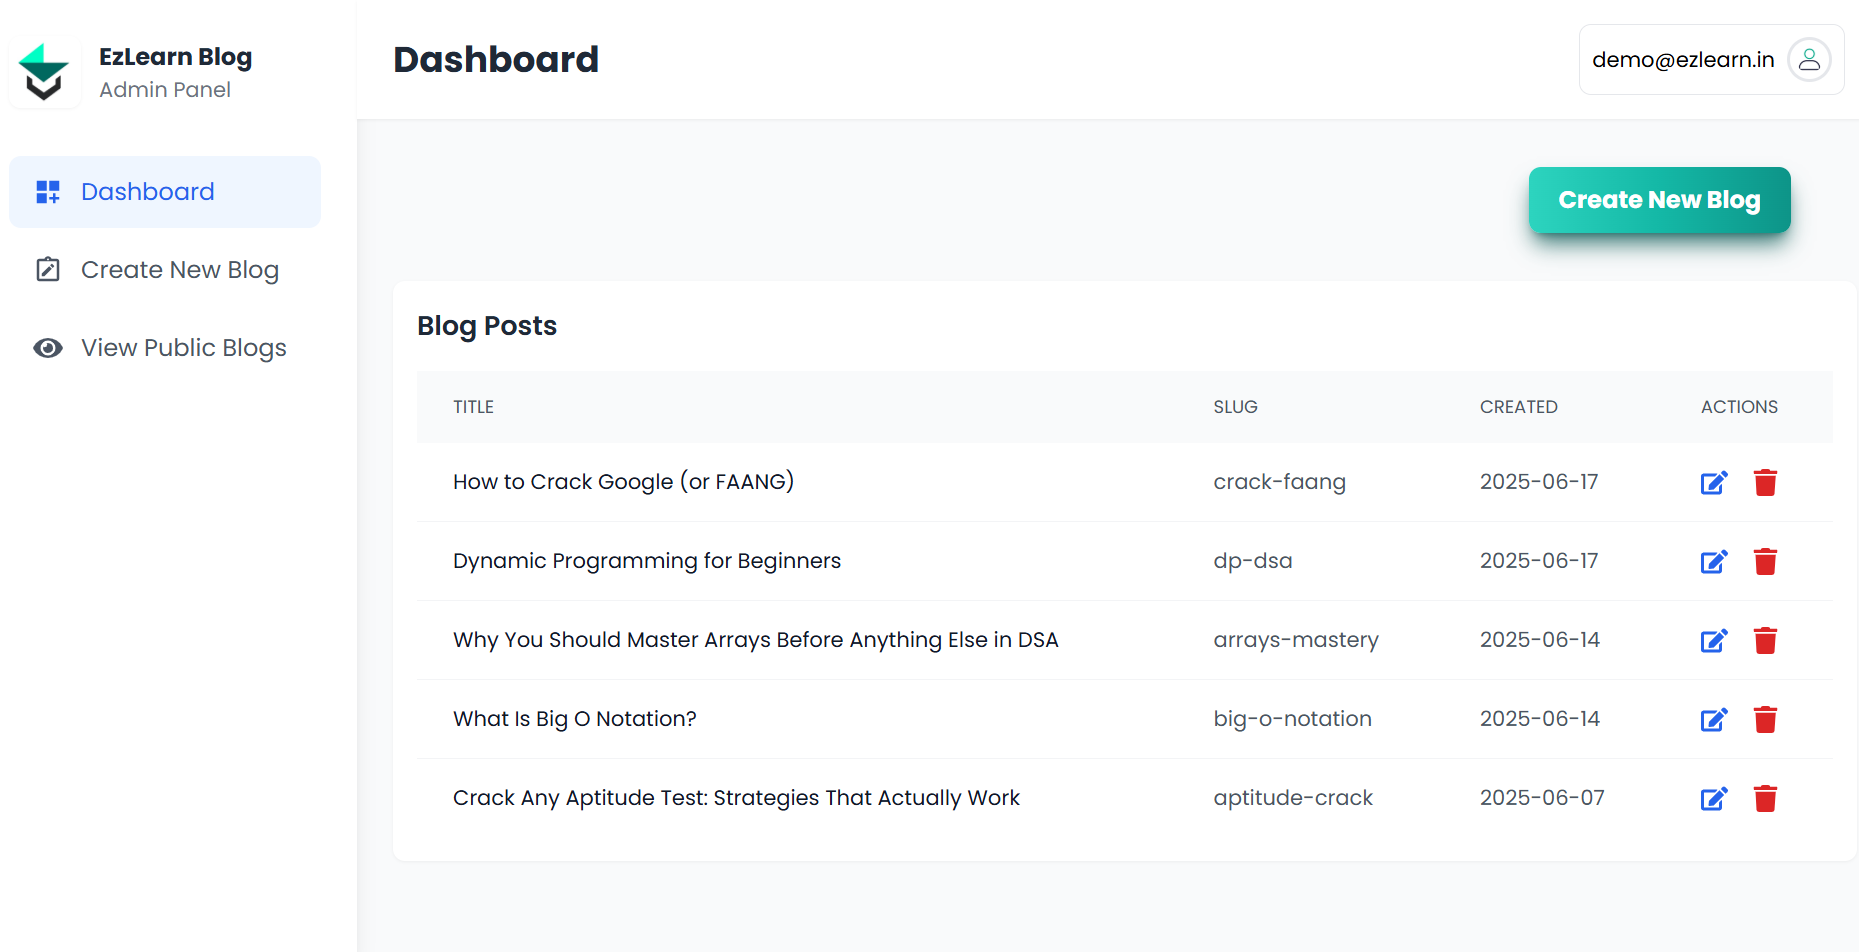 EzLearn Blog
Admin Panel
Dashboard
Create New Blog
View Public Blogs
Dashboard
demo@ezlearn.in
Create New Blog
Blog Posts
TITLE SLUG CREATED ACTIONS
How to Crack Google (or FAANG) crack-faang 2025-06-17
Dynamic Programming for Beginners dp-dsa 2025-06-17
Why You Should Master Arrays Before Anything Else in DSA arrays-mastery 2025-06-14
What Is Big O Notation? big-o-notation 2025-06-14
Crack Any Aptitude Test: Strategies That Actually Work aptitude-crack 2025-06-07